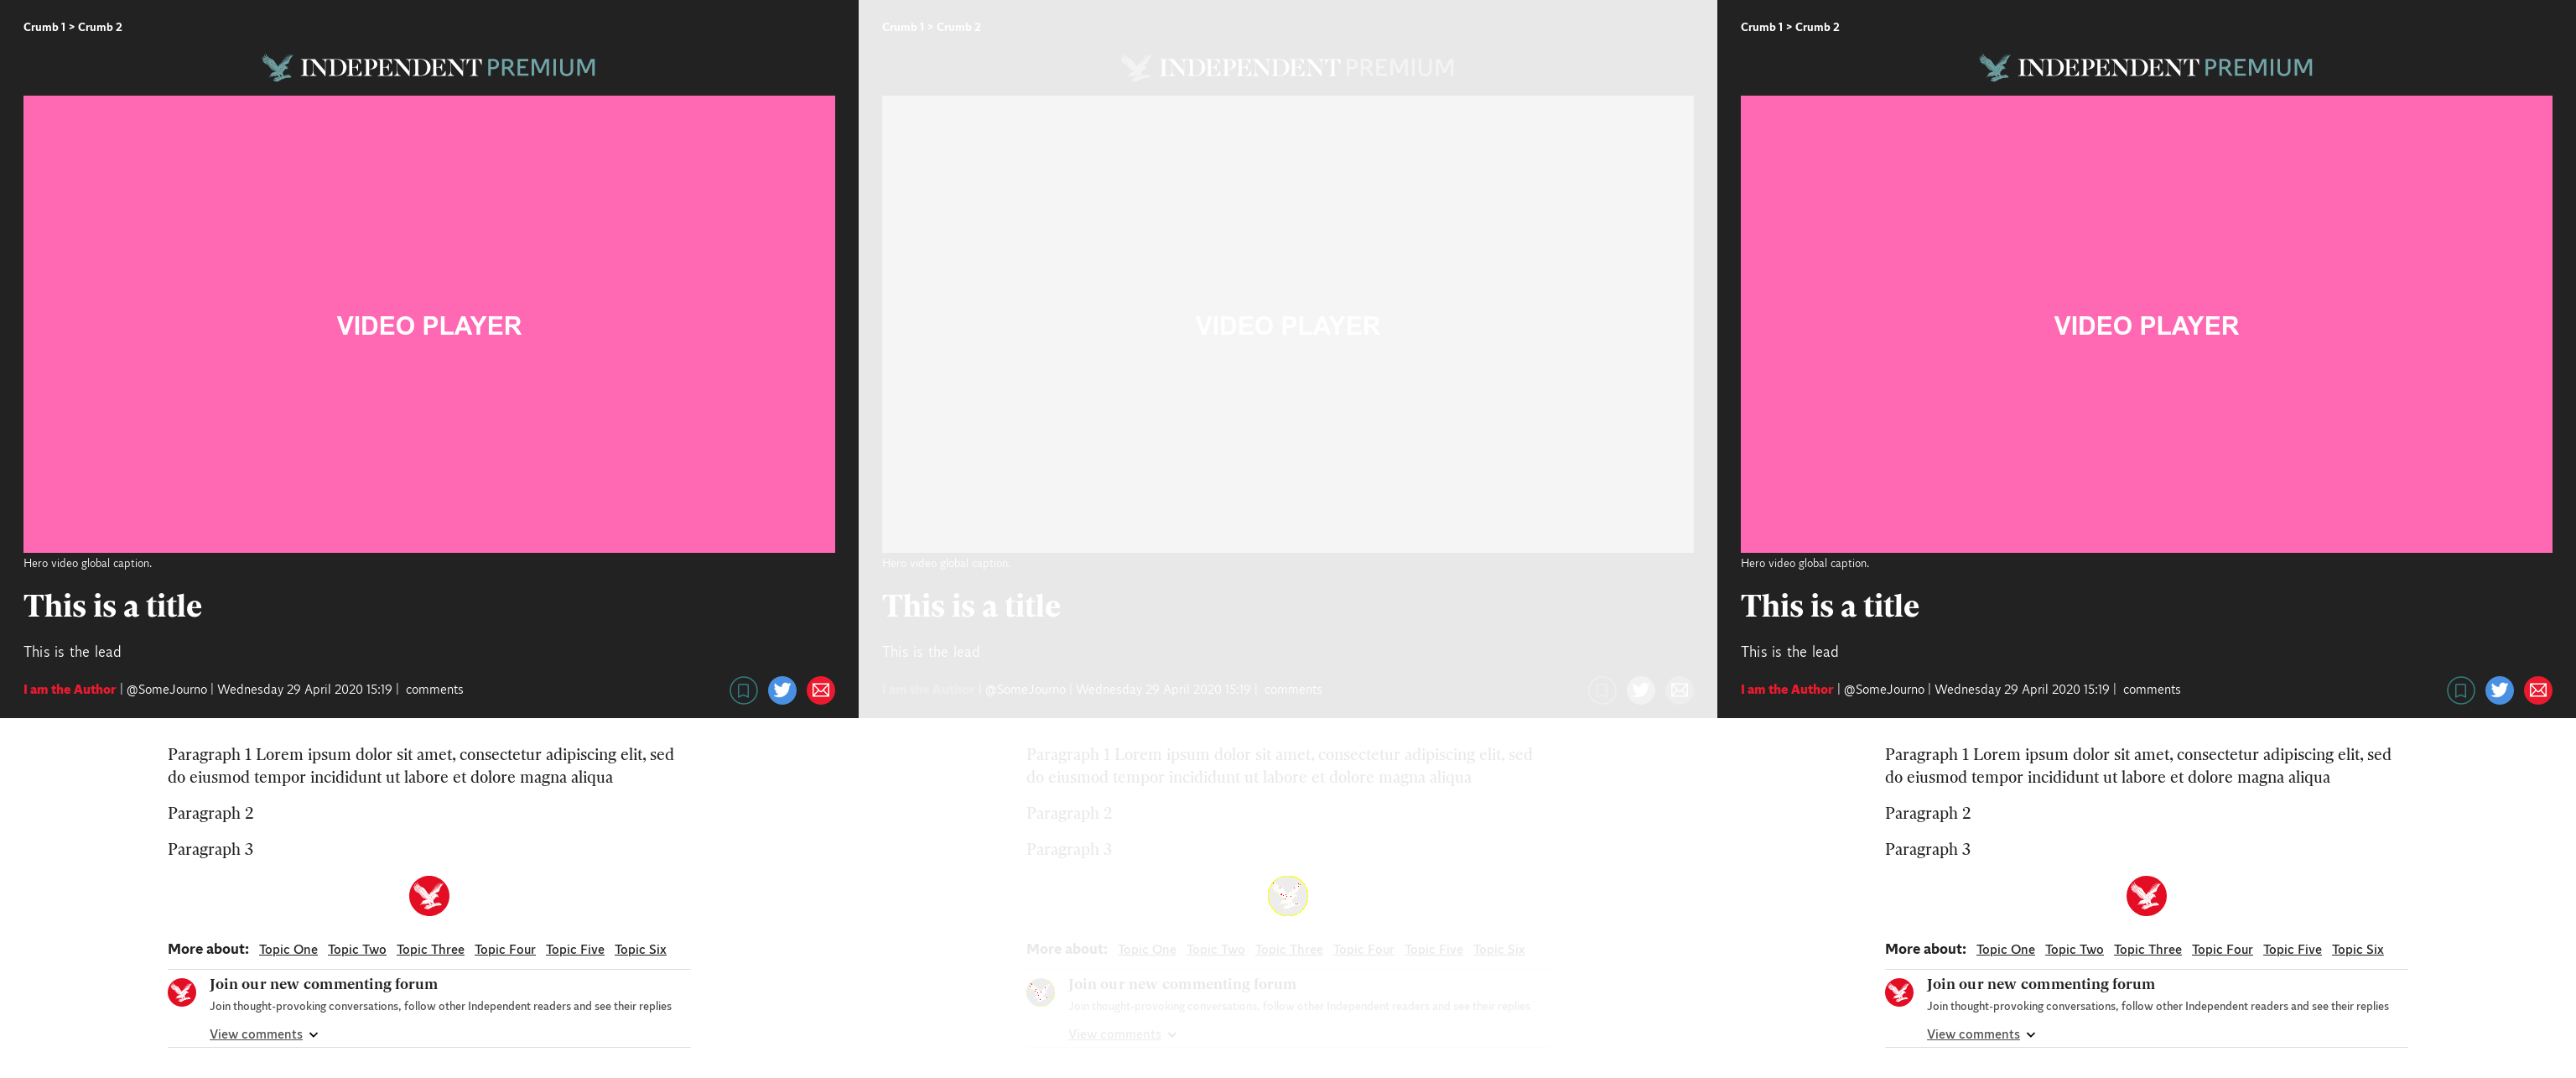 Crumb 1 > Crumb 2
INDEPENDENT PREMIUM
VIDEO PLAYER
Hero video global caption.
This is a title
This is the lead
I am the Author | @SomeJourno | Wednesday 29 April 2020 15:19 | comments
Paragraph 1 Lorem ipsum dolor sit amet, consectetur adipiscing elit, sed
do eiusmod tempor incididunt ut labore et dolore magna aliqua
Paragraph 2
Paragraph 3
More about: Topic One Topic Two Topic Three Topic Four Topic Five Topic Six
Join our new commenting forum
Join thought-provoking conversations, follow other Independent readers and see their replies
View comments
Crumb 1 > Crumb 2
INDEPENDENT PREMIUM
VIDEO PLAYER
Hero video global caption.
This is a title
This is the lead
I am the Author | @SomeJourno | Wednesday 29 April 2020 15:19 | comments
Paragraph 1 Lorem ipsum dolor sit amet, consectetur adipiscing elit, sed
do eiusmod tempor incididunt ut labore et dolore magna aliqua
Paragraph 2
Paragraph 3
More about: Topic One Topic Two Topic Three Topic Four Topic Five Topic Six
Join our new commenting forum
Join thought-provoking conversations, follow other Independent readers and see their replies
View comments
Crumb 1 > Crumb 2
INDEPENDENT PREMIUM
VIDEO PLAYER
Hero video global caption.
This is a title
This is the lead
I am the Author | @SomeJourno | Wednesday 29 April 2020 15:19 | comments
Paragraph 1 Lorem ipsum dolor sit amet, consectetur adipiscing elit, sed
do eiusmod tempor incididunt ut labore et dolore magna aliqua
Paragraph 2
Paragraph 3
More about: Topic One Topic Two Topic Three Topic Four Topic Five Topic Six
Join our new commenting forum
Join thought-provoking conversations, follow other Independent readers and see their replies
View comments